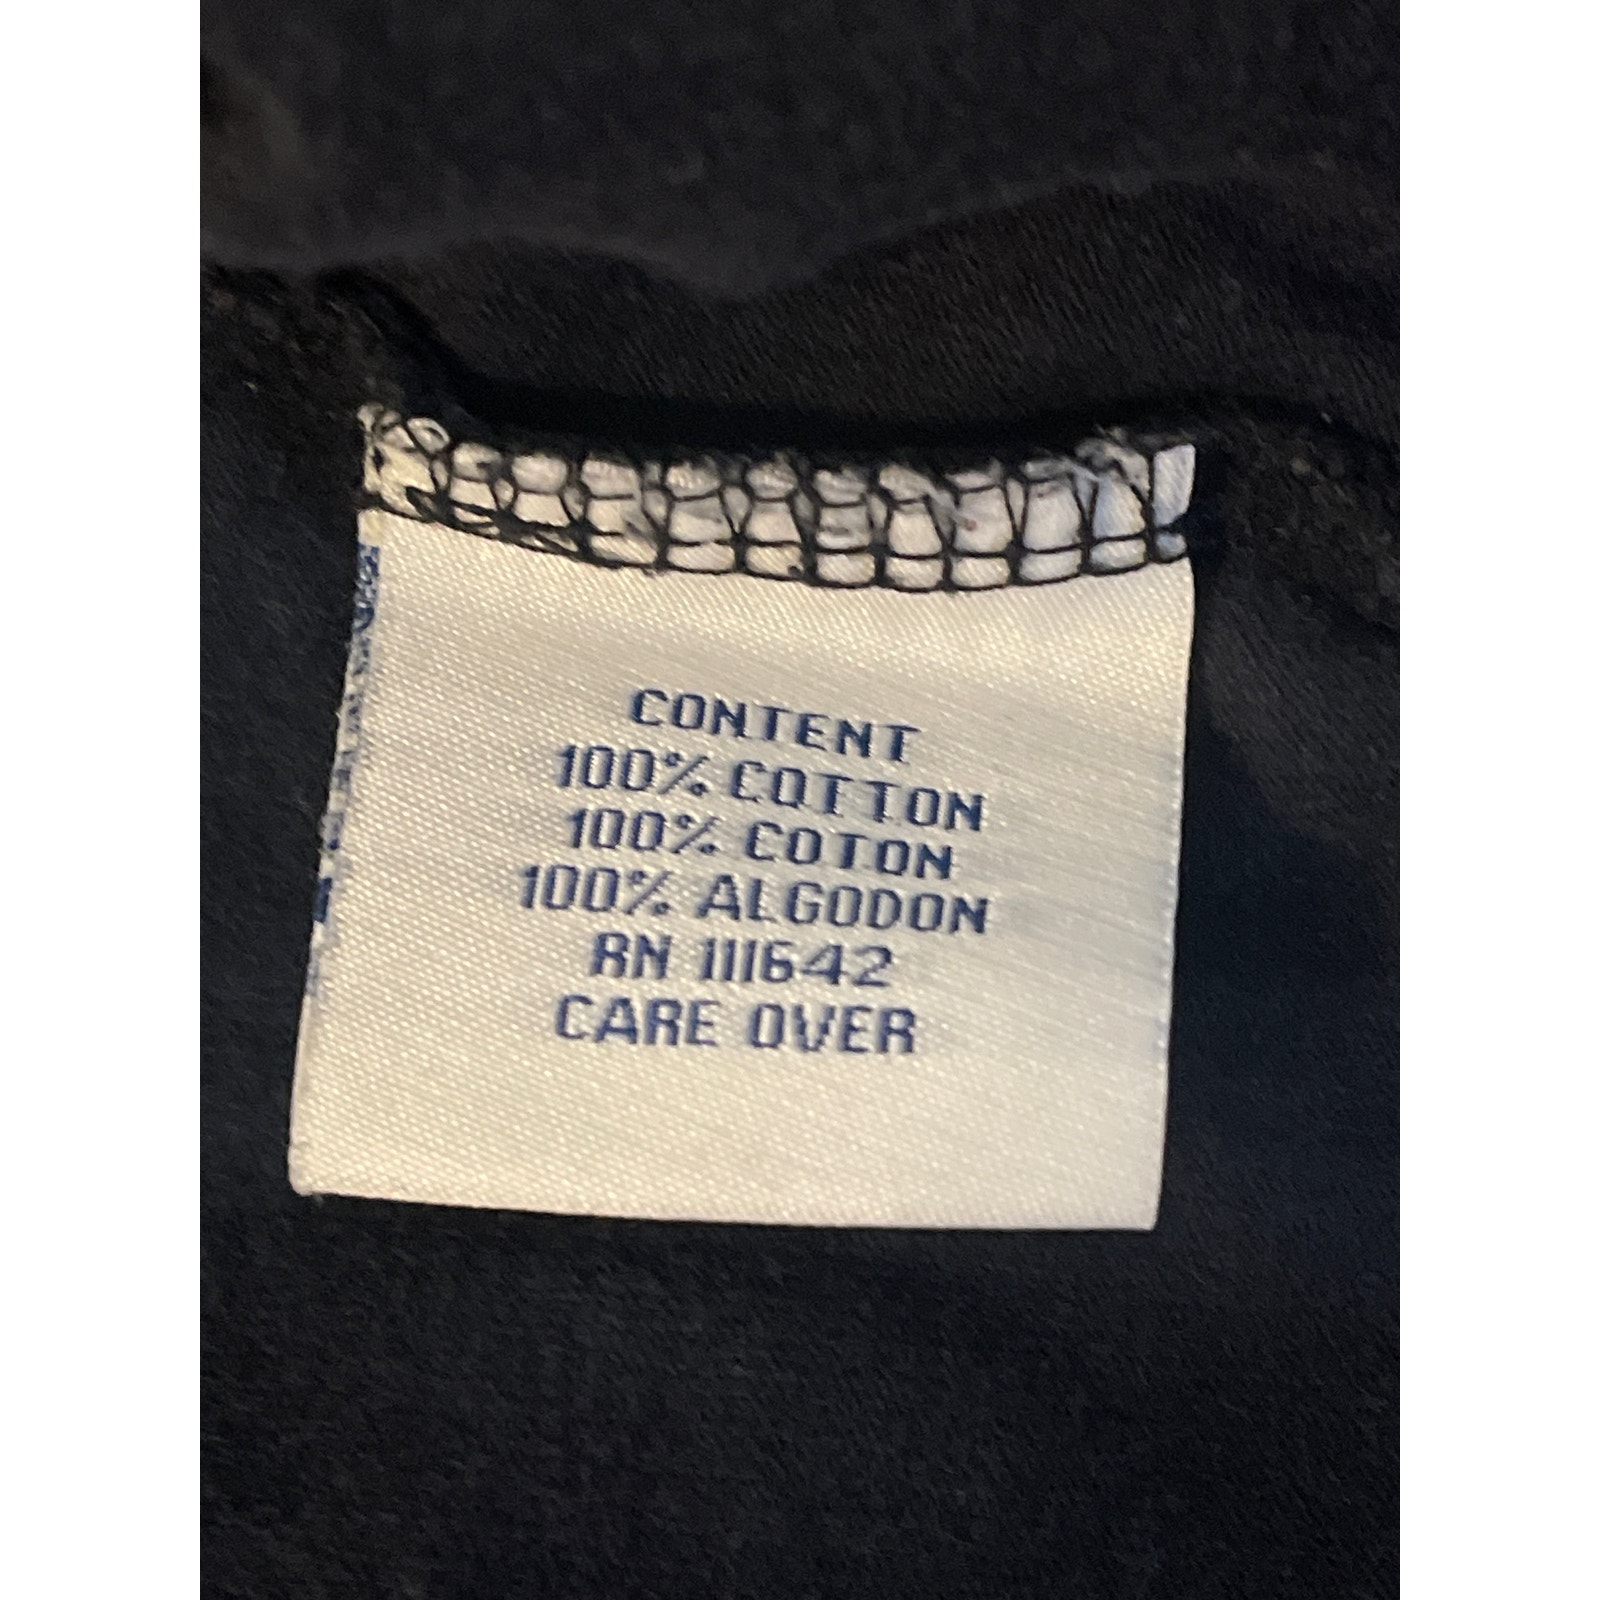 CONTENT
100% COTTON
100% COTON
100% ALGODON
RN 111642
CARE OVER